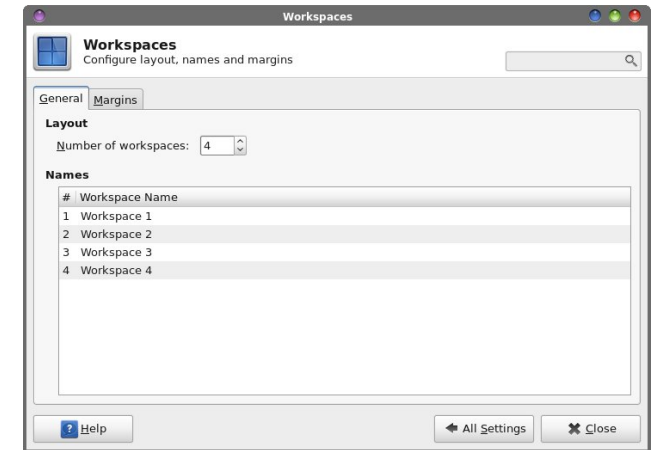 Workspaces
Workspaces
Configure layout, names and margins
General Margins
Layout
Number of workspaces: 4
Names
# Workspace Name
1 Workspace 1
2 Workspace 2
3 Workspace 3
4 Workspace 4
? Help All Settings Close